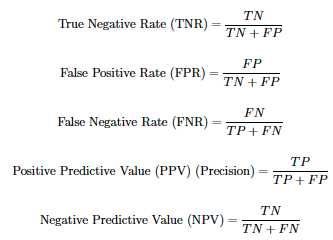 True Negative Rate (TNR) = TN / (TN + FP)
False Positive Rate (FPR) = FP / (TN + FP)
False Negative Rate (FNR) = FN / (TP + FN)
Positive Predictive Value (PPV) (Precision) = TP / (TP + FP)
Negative Predictive Value (NPV) = TN / (TN + FN)